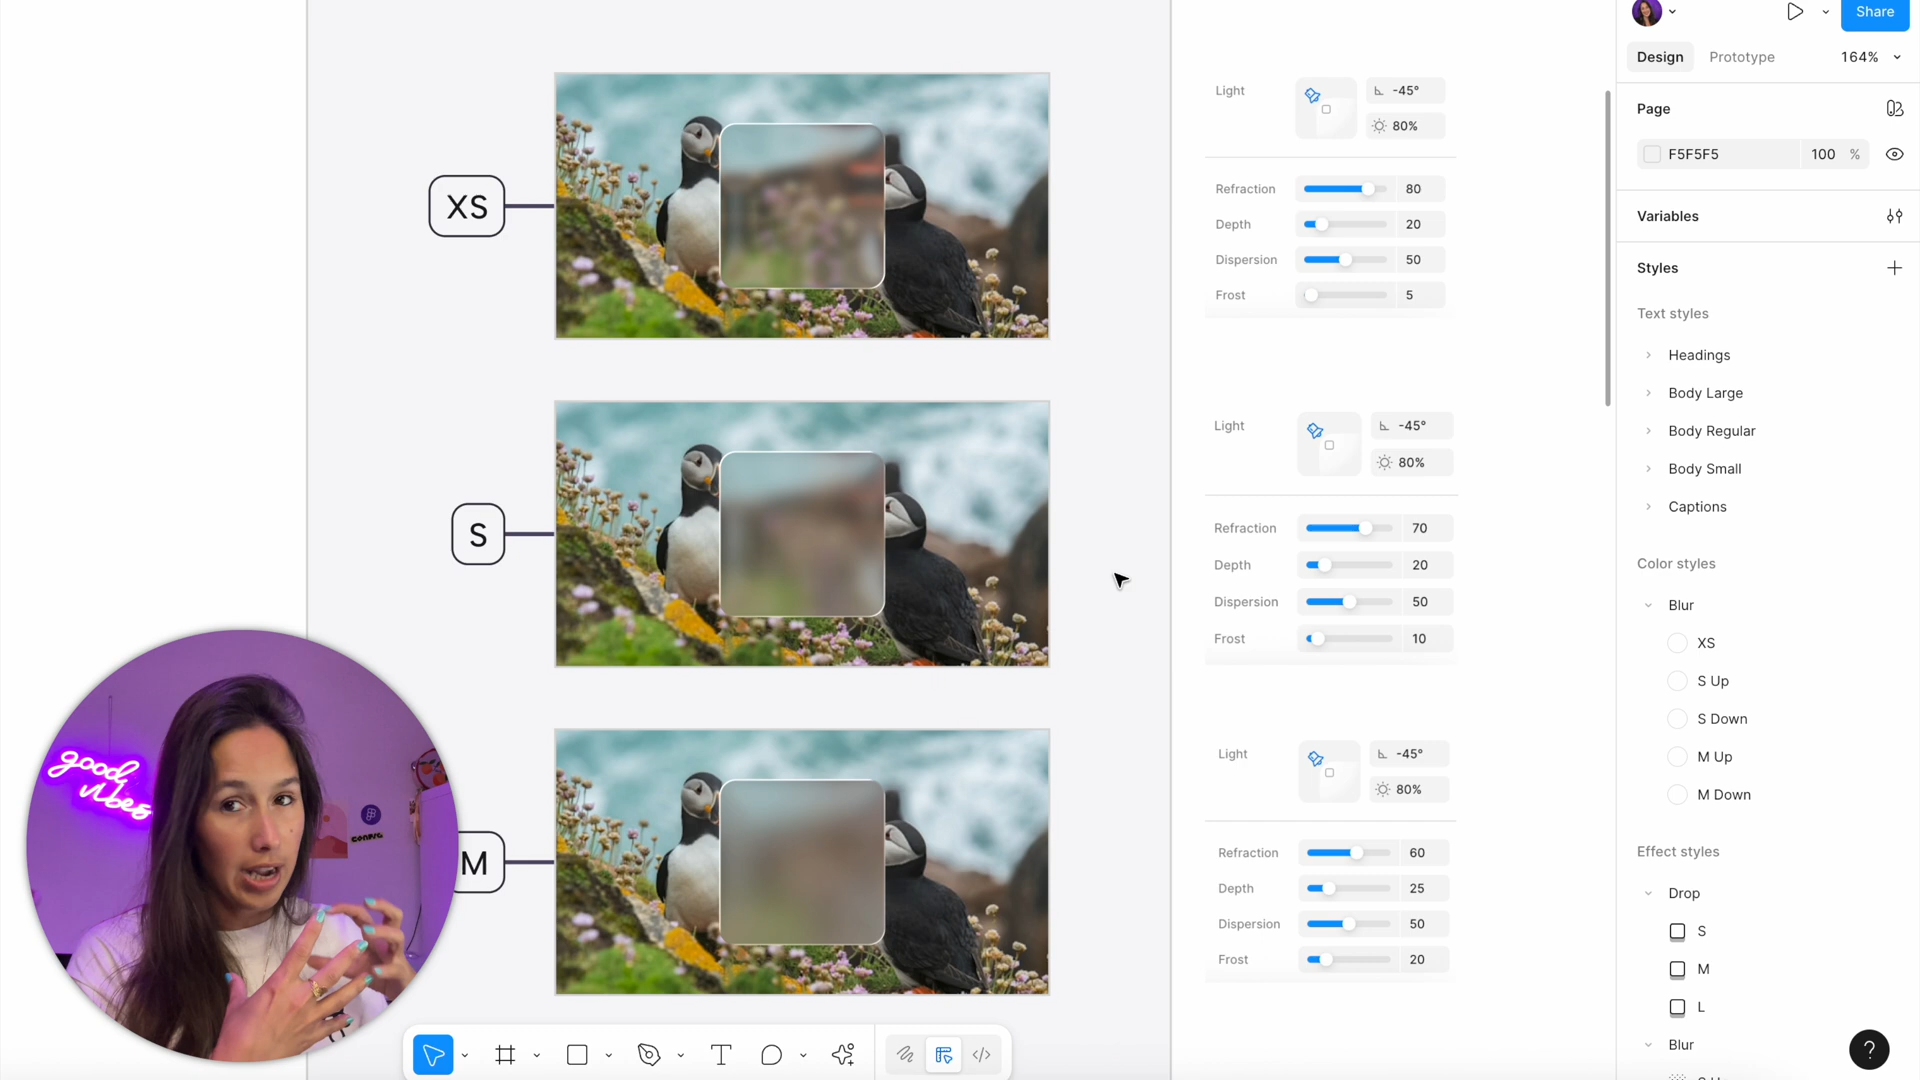 Share
Design
Prototype
164%
Page
F5F5F5
100 %
Variables
Styles
Text styles
Headings
Body Large
Body Regular
Body Small
Captions
Color styles
Blur
XS
S Up
S Down
M Up
M Down
Effect styles
Drop
S
M
L
Blur
XS
Light
-45°
80%
Refraction 80
Depth 20
Dispersion 50
Frost 5
S
Light
-45°
80%
Refraction 70
Depth 20
Dispersion 50
Frost 10
M
Light
-45°
80%
Refraction 60
Depth 25
Dispersion 50
Frost 20
good
vibes
CONFIG
?